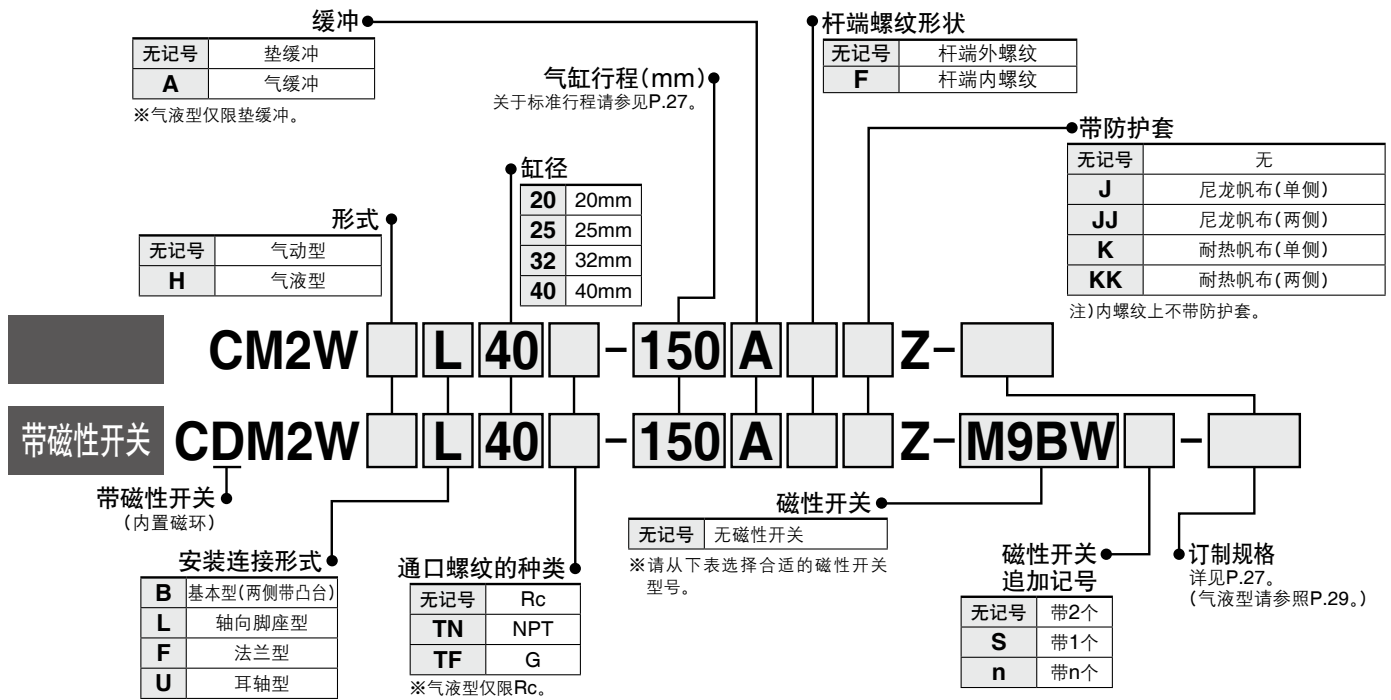 缓冲
无记号 垫缓冲
A 气缓冲
※气液型仅限垫缓冲。
气缸行程(mm)
关于标准行程请参见P.27。
杆端螺纹形状
无记号 杆端外螺纹
F 杆端内螺纹
带防护套
无记号 无
J 尼龙帆布(单侧)
JJ 尼龙帆布(两侧)
K 耐热帆布(单侧)
KK 耐热帆布(两侧)
注)内螺纹上不带防护套。
缸径
20 20mm
25 25mm
32 32mm
40 40mm
形式
无记号 气动型
H 气液型
CM2W L 40 - 150 A Z-
带磁性开关 CDM2W L 40 - 150 A Z- M9BW -
带磁性开关
(内置磁环)
安装连接形式
B 基本型(两侧带凸台)
L 轴向脚座型
F 法兰型
U 耳轴型
通口螺纹的种类
无记号 Rc
TN NPT
TF G
※气液型仅限Rc。
磁性开关
无记号 无磁性开关
※请从下表选择合适的磁性开关
型号。
磁性开关
追加记号
无记号 带2个
S 带1个
n 带n个
订制规格
详见P.27。
(气液型请参照P.29。)